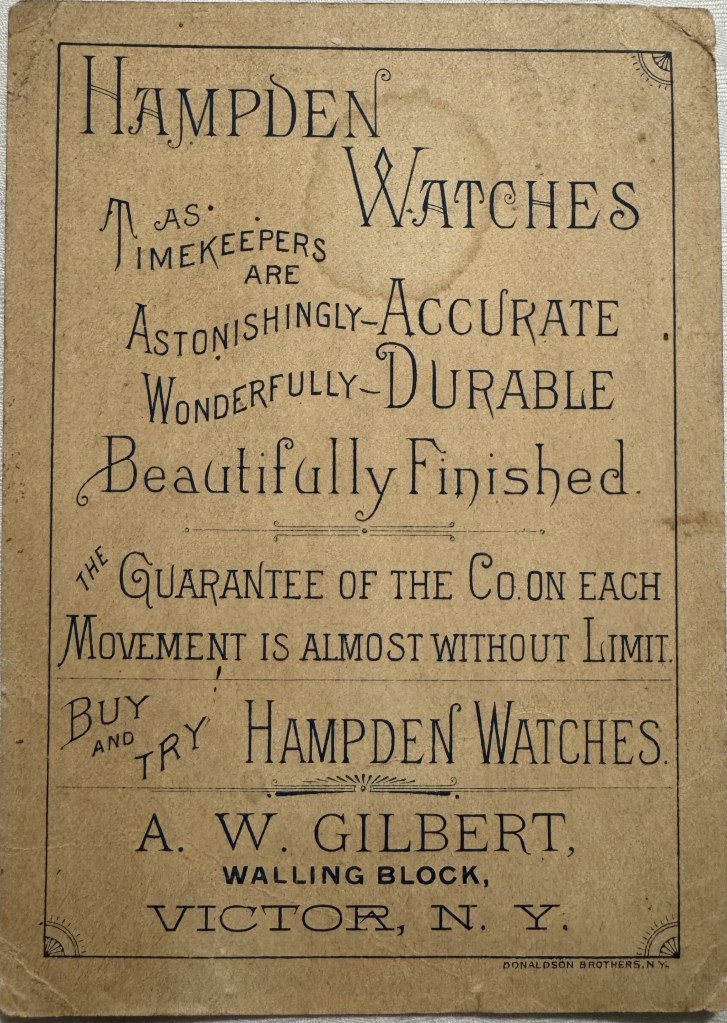 HAMPDEN
WATCHES
AS
TIMEKEEPERS
ARE
ASTONISHINGLY–ACCURATE
WONDERFULLY–DURABLE
Beautifully Finished.
THE GUARANTEE OF THE CO. ON EACH
MOVEMENT IS ALMOST WITHOUT LIMIT.
BUY
AND
TRY
HAMPDEN WATCHES.
A. W. GILBERT,
WALLING BLOCK,
VICTOR, N. Y.
DONALDSON BROTHERS, N.Y.